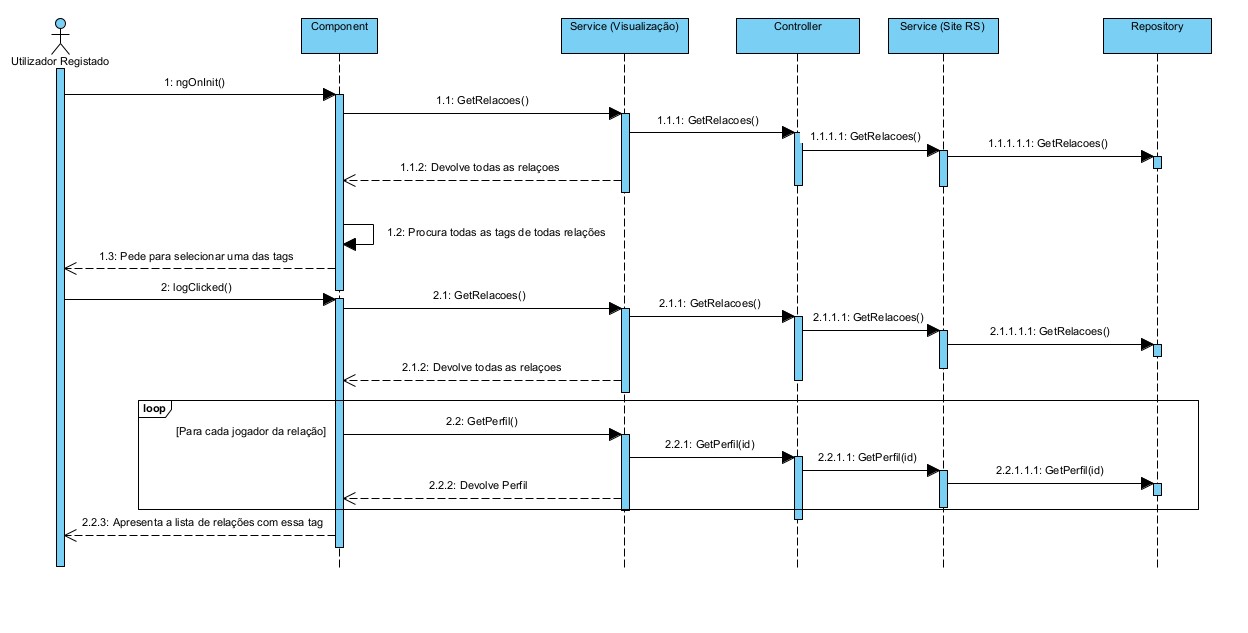 Utilizador Registado
Component
Service (Visualização)
Controller
Service (Site RS)
Repository
1: ngOnInit()
1.1: GetRelacoes()
1.1.1: GetRelacoes()
1.1.1.1: GetRelacoes()
1.1.1.1.1: GetRelacoes()
1.1.2: Devolve todas as relaçoes
1.2: Procura todas as tags de todas relações
1.3: Pede para selecionar uma das tags
2: logClicked()
2.1: GetRelacoes()
2.1.1: GetRelacoes()
2.1.1.1: GetRelacoes()
2.1.1.1.1: GetRelacoes()
2.1.2: Devolve todas as relaçoes
loop
[Para cada jogador da relação]
2.2: GetPerfil()
2.2.1: GetPerfil(id)
2.2.1.1: GetPerfil(id)
2.2.1.1.1: GetPerfil(id)
2.2.2: Devolve Perfil
2.2.3: Apresenta a lista de relações com essa tag